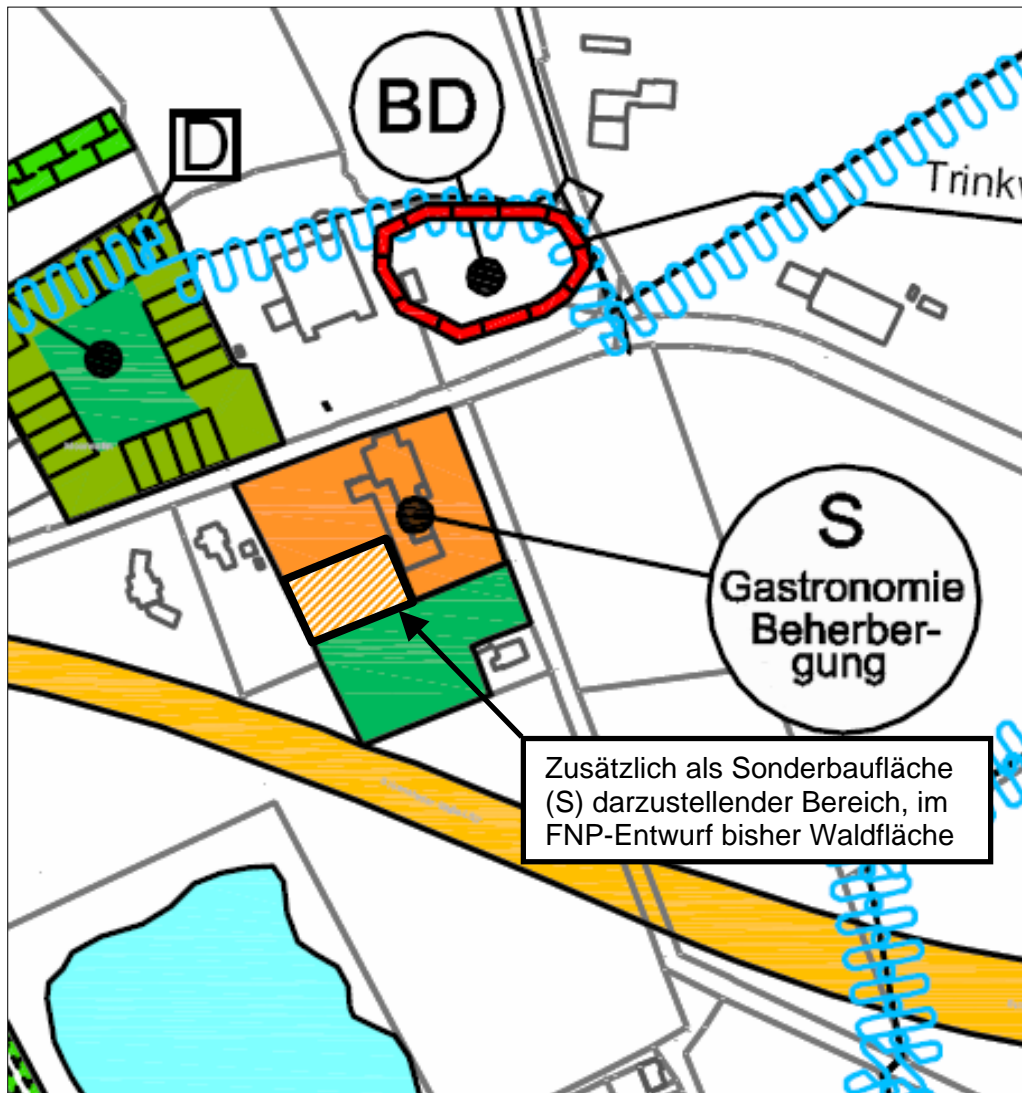 BD
D
Trinkw
S
Gastronomie
Beherber-
gung
Zusätzlich als Sonderbaufläche
(S) darzustellender Bereich, im
FNP-Entwurf bisher Waldfläche